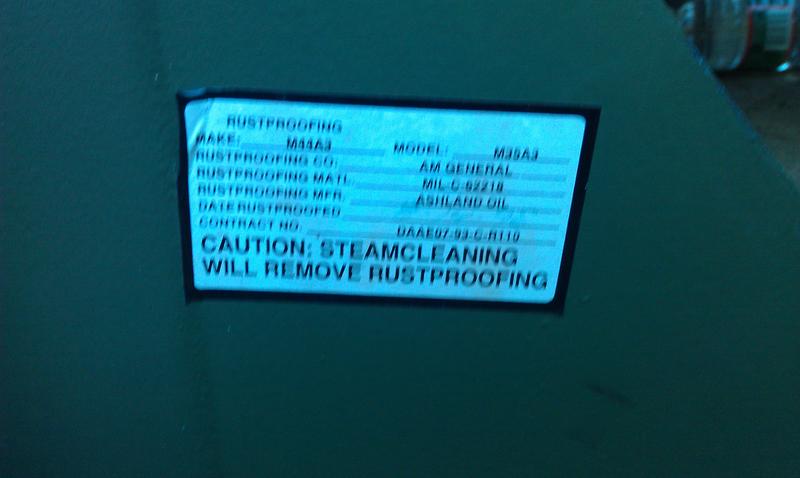 RUSTPROOFING
MAKE: M44A3 MODEL: M35A3
RUSTPROOFING CO: AM GENERAL
RUSTPROOFING MATL. MIL-C-62218
RUSTPROOFING MFR. ASHLAND OIL
DATE RUSTPROOFED
CONTRACT NO. DAAE07-93-C-R110
CAUTION: STEAMCLEANING
WILL REMOVE RUSTPROOFING